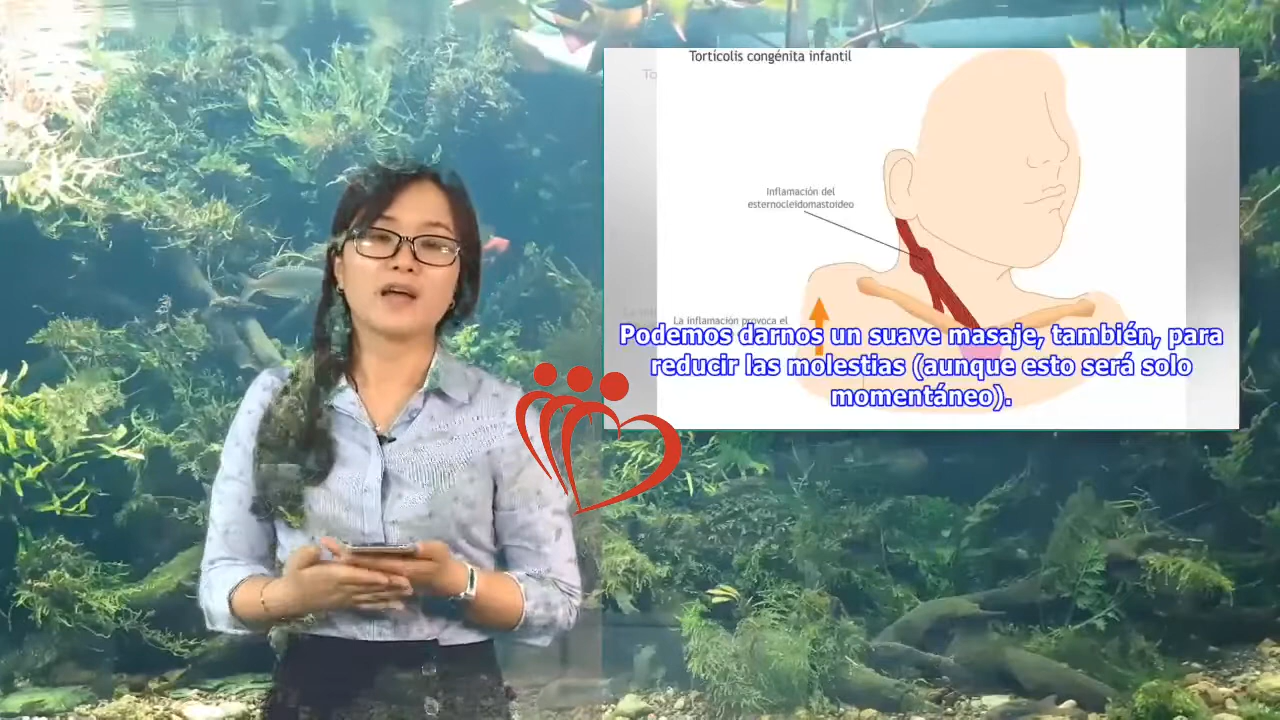 Tortícolis congénita infantil
To
Inflamación del
esternocleidomastoideo
La inflamación provoca el
Podemos darnos un suave masaje, también, para
reducir las molestias (aunque esto será solo
momentáneo).